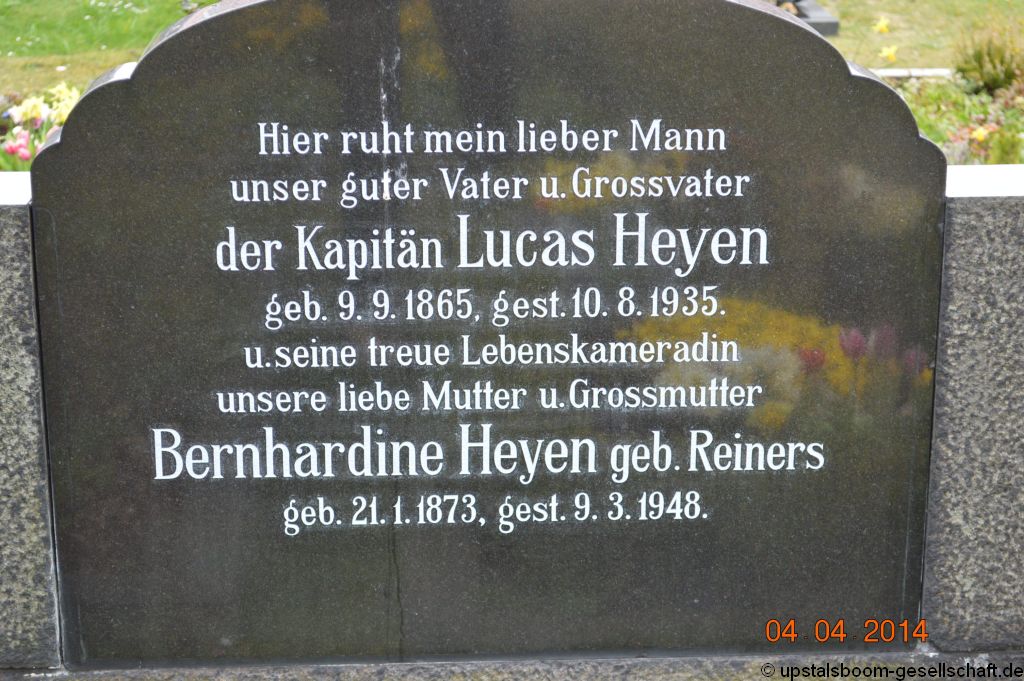 Hier ruht mein lieber Mann
unser guter Vater u. Grossvater
der Kapitän Lucas Heyen
geb. 9. 9. 1865, gest. 10. 8. 1935.
u. seine treue Lebenskameradin
unsere liebe Mutter u. Grossmutter
Bernhardine Heyen geb. Reiners
geb. 21. 1. 1873, gest. 9. 3. 1948.
04 04 2014
© upstalsboom-gesellschaft.de